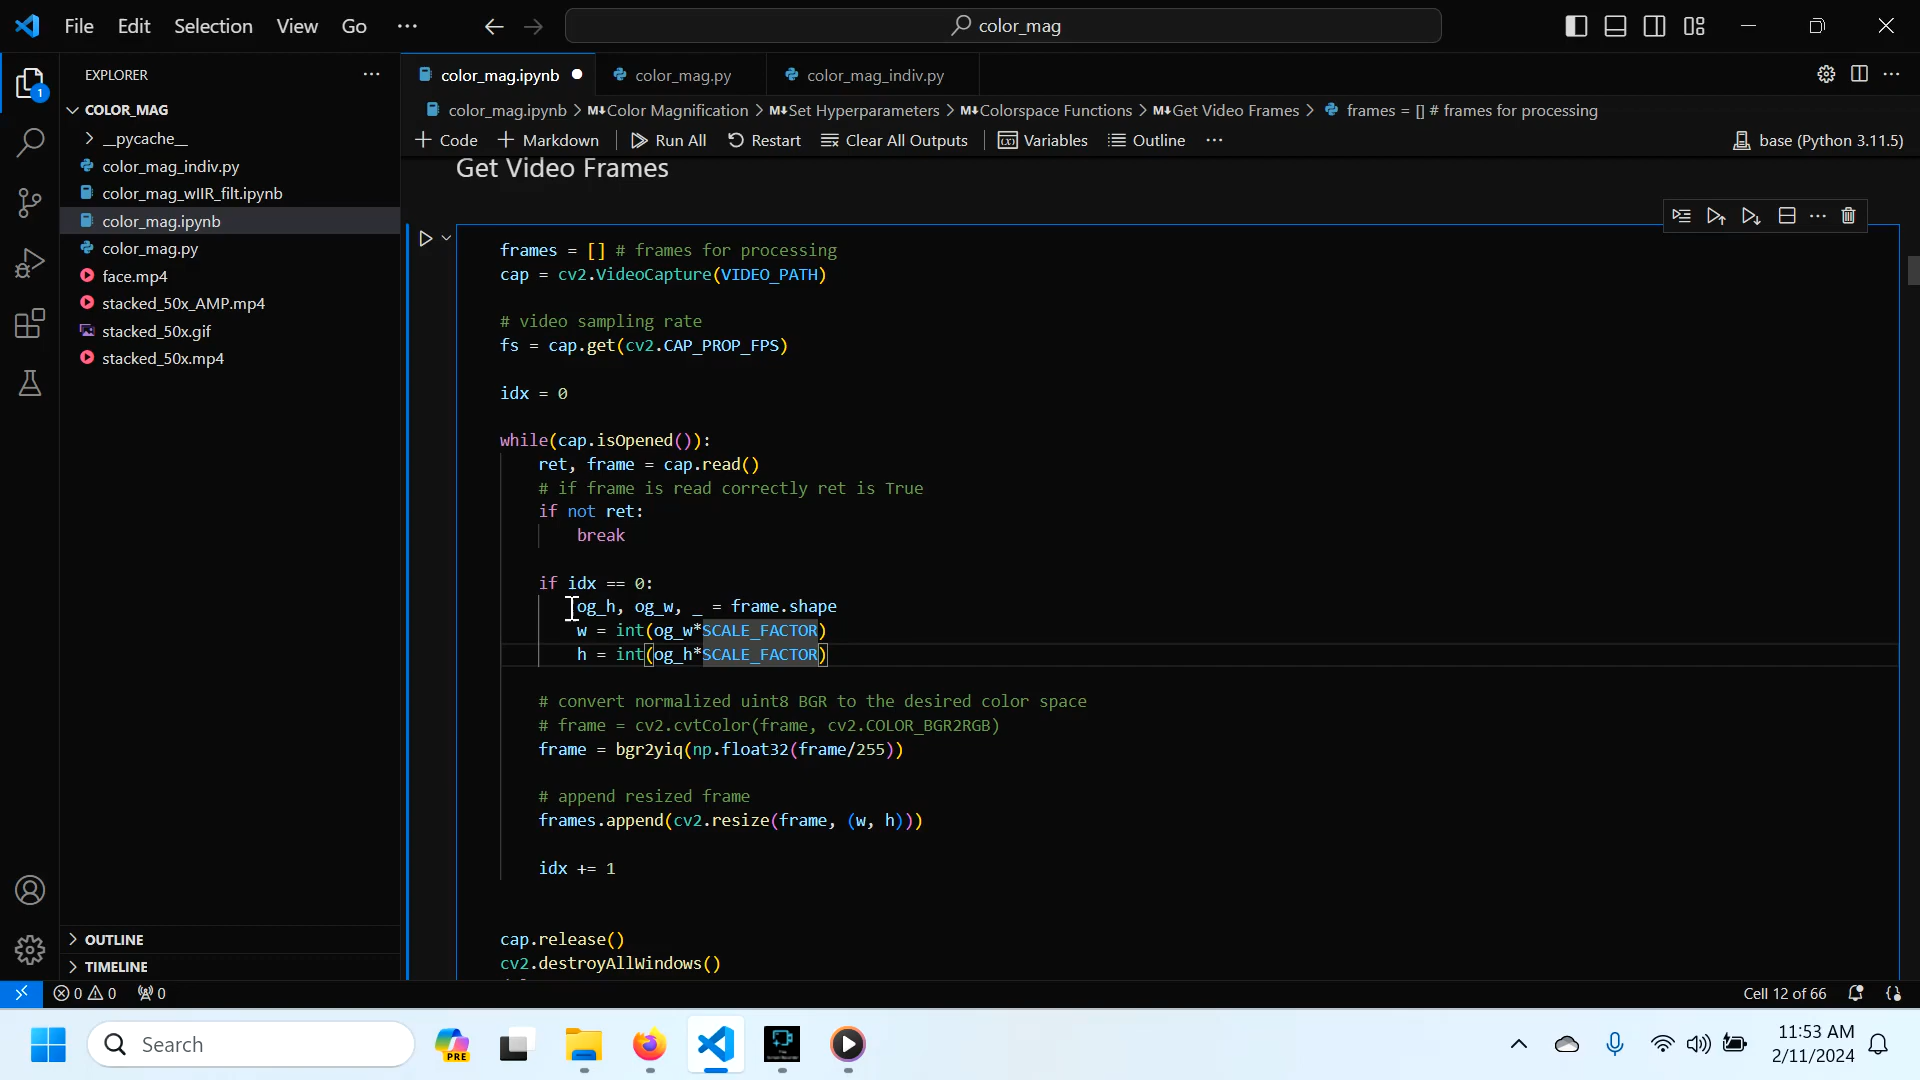 File Edit Selection View Go ···
color_mag
EXPLORER
COLOR_MAG
__pycache__
color_mag_indiv.py
color_mag_wIIR_filt.ipynb
color_mag.ipynb
color_mag.py
face.mp4
stacked_50x_AMP.mp4
stacked_50x.gif
stacked_50x.mp4
OUTLINE
TIMELINE
1
color_mag.ipynb color_mag.py color_mag_indiv.py
color_mag.ipynb > M↓Color Magnification > M↓Set Hyperparameters > M↓Colorspace Functions > M↓Get Video Frames > frames = [] # frames for processing
+ Code + Markdown Run All Restart Clear All Outputs Variables Outline ··· base (Python 3.11.5)
Get Video Frames
frames = [] # frames for processing
cap = cv2.VideoCapture(VIDEO_PATH)
# video sampling rate
fs = cap.get(cv2.CAP_PROP_FPS)
idx = 0
while(cap.isOpened()):
ret, frame = cap.read()
# if frame is read correctly ret is True
if not ret:
break
if idx == 0:
og_h, og_w, _ = frame.shape
w = int(og_w*SCALE_FACTOR)
h = int(og_h*SCALE_FACTOR)
# convert normalized uint8 BGR to the desired color space
# frame = cv2.cvtColor(frame, cv2.COLOR_BGR2RGB)
frame = bgr2yiq(np.float32(frame/255))
# append resized frame
frames.append(cv2.resize(frame, (w, h)))
idx += 1
cap.release()
cv2.destroyAllWindows()
0 0 0
Cell 12 of 66
Search
PRE
11:53 AM
2/11/2024